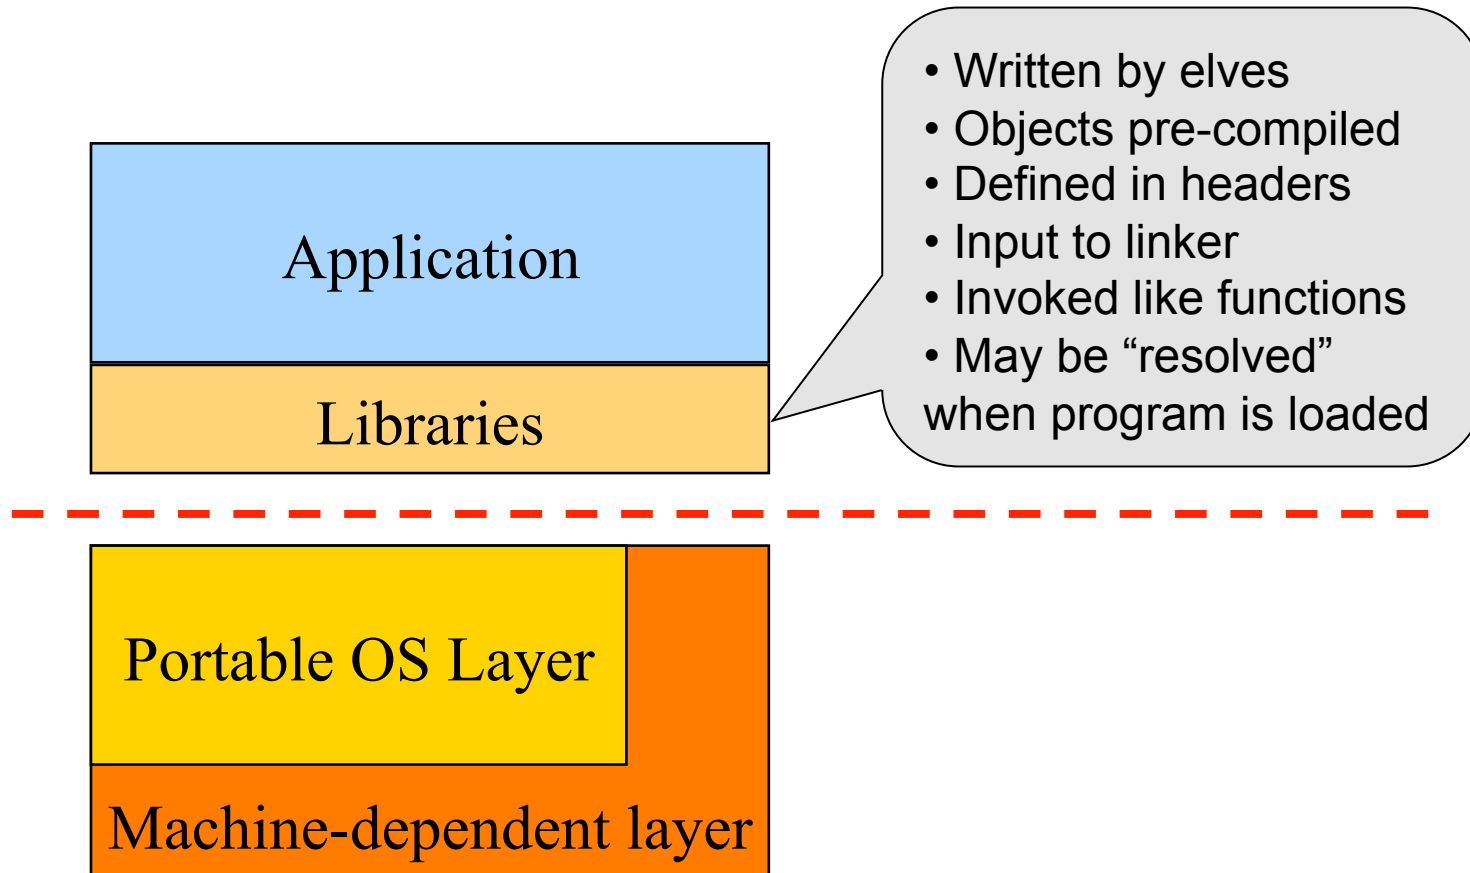 • Written by elves
• Objects pre-compiled
• Defined in headers
• Input to linker
• Invoked like functions
• May be “resolved”
when program is loaded
Application
Libraries
Portable OS Layer
Machine-dependent layer